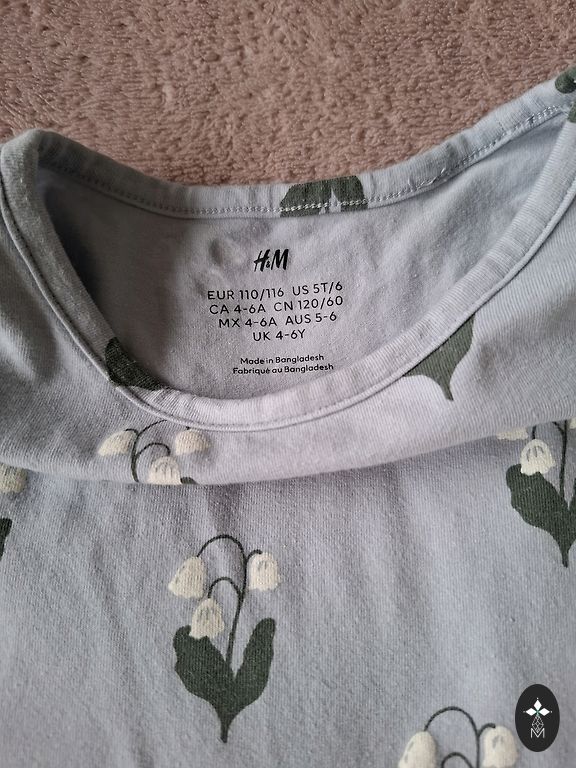 H&M
EUR 110/116 US 5T/6
CA 4-6A CN 120/60
MX 4-6A AUS 5-6
UK 4-6Y
Made in Bangladesh
Fabriqué au Bangladesh
M